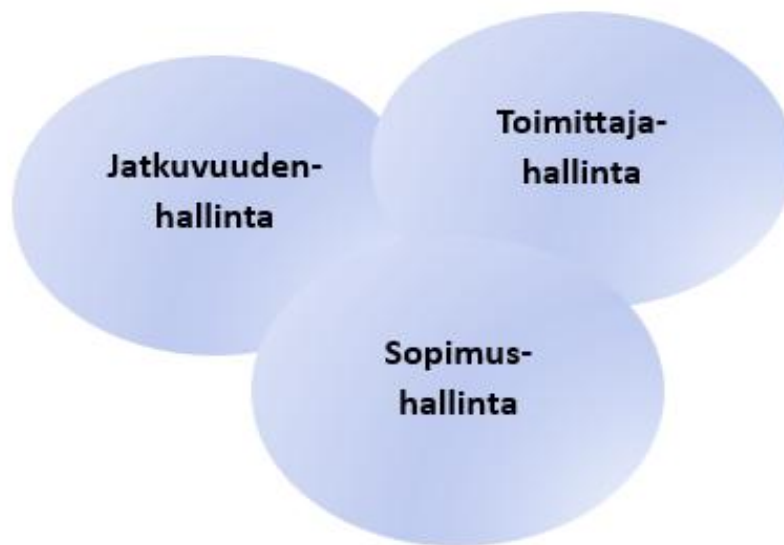 Jatkuvuuden-
hallinta
Toimittaja-
hallinta
Sopimus-
hallinta